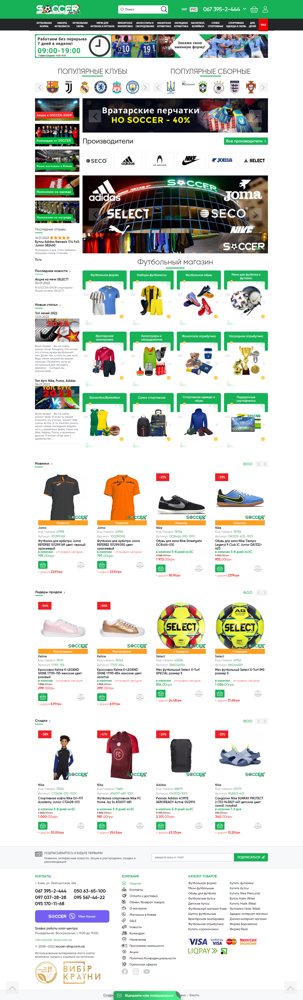 SOCCER
for life
Поиск
УКР РУС
067 395-2-444
ФУТБОЛЬНАЯ ФОРМА
НАБОРЫ ФУТБОЛИСТА
ФУТБОЛЬНАЯ ОБУВЬ
МЯЧИ ДЛЯ ФУТБОЛА И ФУТЗАЛА
ВРАТАРСКАЯ ЭКИПИРОВКА
АКСЕССУАРЫ И ОБОРУДОВАНИЕ
ФАНАТСКАЯ АТРИБУТИКА
НАГРАДНАЯ АТРИБУТИКА
БАСКЕТБОЛ, ВОЛЕЙБОЛ
СУМКИ СПОРТИВНЫЕ
СПОРТИВНАЯ ОДЕЖДА И ОБУВЬ
ДЛЯ ДЕТЕЙ
SALE
Работаем без перерыва
7 дней в неделю!
09:00-19:00
*График Шоурума: 10:00-19:00
Закажи свою
именную форму!
ПОПУЛЯРНЫЕ КЛУБЫ
ПОПУЛЯРНЫЕ СБОРНЫЕ
Испания
Акции в SOCCER-SHOP
Командам от SOCCER
Наши магазины в Киеве
Нанесение на одежде
Нанесение на награды
Вратарские перчатки
HO SOCCER - 40%
Производители
Все производители
SECO
adidas
HO SOCCER
NIKE
Joma
SELECT
adidas
SOCCER
Joma
SELECT
SECO
NIKE
SOCCER
Последние отзывы
16.01.2022
Бутсы Adidas Nemeziz 17.4 FxG
Junior S82460
Пользуюсь 3 дня. Стал забивать
милоьйон голов. Спасибо
Гість
Последние новости
Акция на мячи SELECT!
04.01.2022
В SOCCER-SHOP стартовала
Акция на мячи SELECT!
Новые статьи
Топ мячей 2022
13.01.2022
ТОП МЯЧИ
2022
Всем привет Вы на сайте
soccer-shop. Каждому, кто читает
эту статью нужен футбольный
мяч. Даже тем, у кого он уже есть.
Ведь мячик лишним не бывает
никогда. Особенно, если он
актуальный для текущего
времени. Сегодня мы
рассмотрим, ...
Топ бутс Nike, Puma, Adidas
06.01.2022
ТОП БУТС
2022
VS
Всем привет Вы на сайте
soccer-shop. И если ты зашел
почитать эту статью, значит тебе
нужны бутсы. И ты захотел узнать,
какие самые последние модели
есть у различных фирм, таких как
Nike, Adidas, Puma, и возможно,
другие. И soccer-shop вам с
удовольстви...
Футбольный магазин
Футбольная форма
Наборы футболиста
Футбольная обувь
Мячи для футбола и футзала
Вратарская экипировка
Аксессуары и оборудование
Фанатская атрибутика
Наградная атрибутика
Баскетбол,Волейбол
Сумки спортивные
Спортивная одежда и обувь
Подарочные сертификаты
Новинки
Новинка
Joma
Код товара: 41998
Артикул: 101299.169
Футболка для арбитра Joma
REFEREE 101299.169 цвет: черный/
оранжевый
в наличии отправим сегодня
797,00грн
+ дарим 23,91грн
Новинка
Joma
Код товара: 41996
Артикул: 101299.050
Футболка для арбитра Joma
REFEREE 101299.050 цвет:
оранжевый
в наличии отправим сегодня
797,00грн
+ дарим 23,91грн
-23%
Новинка
Nike
Код товара: 78756
Артикул: DC8466-010-1001
Обувь для зала Nike Streetgato
DC8466-010
в наличии 5-8 дней из ЕС
2 565,00грн
1 973,00грн
+ дарим 59,19грн
-23%
Новинка
Nike
Код товара: 78755
Артикул: DA1332-403-1001
Обувь для зала Nike Tiempo
Legend 9 Club IC Junior DA1332-
403
в наличии 5-8 дней из ЕС
1 213,00грн
933,00грн
+ дарим 27,99грн
Лидеры продаж
-84%
Распродажа
Kelme
Код товара: 35141
Артикул: 17193-155
Кроссовки Kelme K-LEGEND
SHINE 17193-155 женские цвет:
розовый
в наличии отправим сегодня
1 852,00грн
299,00грн
+ дарим 8,97грн
-84%
Распродажа
Kelme
Код товара: 35142
Артикул: 17193-854
Кроссовки Kelme K-LEGEND
SHINE 17193-854 женские цвет:
золотой
в наличии отправим сегодня
1 852,00грн
299,00грн
+ дарим 8,97грн
+ подарок
Select
Код товара: 43206
Артикул: 3865146156
Мяч футбольный Select X-Turf
SPECIAL размер 5
в наличии отправим сегодня
816,00грн
+ дарим 24,48грн
+ подарок
Select
Код товара: 41932
Артикул: 865146559
Мяч футбольный Select X-Turf IMS
размер 5
в наличии отправим сегодня
1 056,00грн
+ дарим 31,68грн
Скидки
-38%
Nike
Код товара: 75041
Артикул: CT2408-013-1001
Спортивная кофта Nike Dri-FIT
Academy Junior CT2408-013
в наличии 5-8 дней из ЕС
1 604,00грн
1 000,00грн
+ дарим 30,00грн
-47%
Nike
Код товара: 71669
Артикул: AT6017-681-1001
Футболка спортивная Nike FC
Home Jsy Ss AT6017-681
в наличии 5-8 дней из ЕС
1 852,00грн
981,00грн
+ дарим 29,43грн
-34%
Adidas
Код товара: 68879
Артикул: GV2910-1001
Рюкзак Adidas 4CMTE
AEROREADY Active GV2910
в наличии 5-8 дней из ЕС
3 193,00грн
2 101,00грн
+ дарим 63,03грн
-33%
Nike
Код товара: 47479
Артикул: 943827-401
Сандалии Nike SUNRAY PROTECT
2 (TD) 943827-401 детские цвет:
синий/голубой
в наличии 1-3 дня
510,00грн
340,00грн
+ дарим 10,20грн
ПОДПИСЫВАЙТЕСЬ И БУДЬТЕ ПЕРВЫМИ
Новинки, интересные новости, акции и распродажи, скидки и
рекомендации
введите ваш e-mail
ПОДПИСАТЬСЯ
КОНТАКТЫ
г. Киев, ул. Лейпцигская, 16А
067 395-2-444 050 63-65-100
097 037-28-28 095 567-46-22
093 170-11-68
SOCCER Viber Канал
График работы колл-центра:
Понедельник-Воскресенье: с 9:00 до 19:00.
info@soccer-shop.com.ua
© 2008—2022 soccer-shop.com.ua
Использование материалов этого сайта
возможно только с ссылкой на источник.
2021
ВИБІР
КРАЇНИ
КОМПАНИЯ
Главная
Контакты
Оплата и доставка
Обмен/Возврат товара
О магазине
Магазины в Киеве
SALE
Новости
Командам
Нанесение
Программа лояльности
Акции
Политика Конфиденциальности
Публичная оферта
КАТАЛОГ ТОВАРОВ
Футбольная форма
Мячи футбольные
Обувь для футбола
Футбольные бутсы
Детские бутсы
Футбольный магазин Киев
Щитки футбольные
Вратарская экипировка
Футбольная атрибутика
Купить сороконожки
Купить футзалки
Купить бутсы
Купить Nike Mercurial
Бутсы Найк (Nike)
Купить Найк (Nike)
Футзалки Найк (Nike)
Адидас интернет магазин
Джома интернет магазин
Форма Барселона
Форма Реал
VISA
Verified by
VISA
MasterCard
MasterCard.
SecureCode.
LIQPAY
Відправте нам повідомлення
— Etechs.